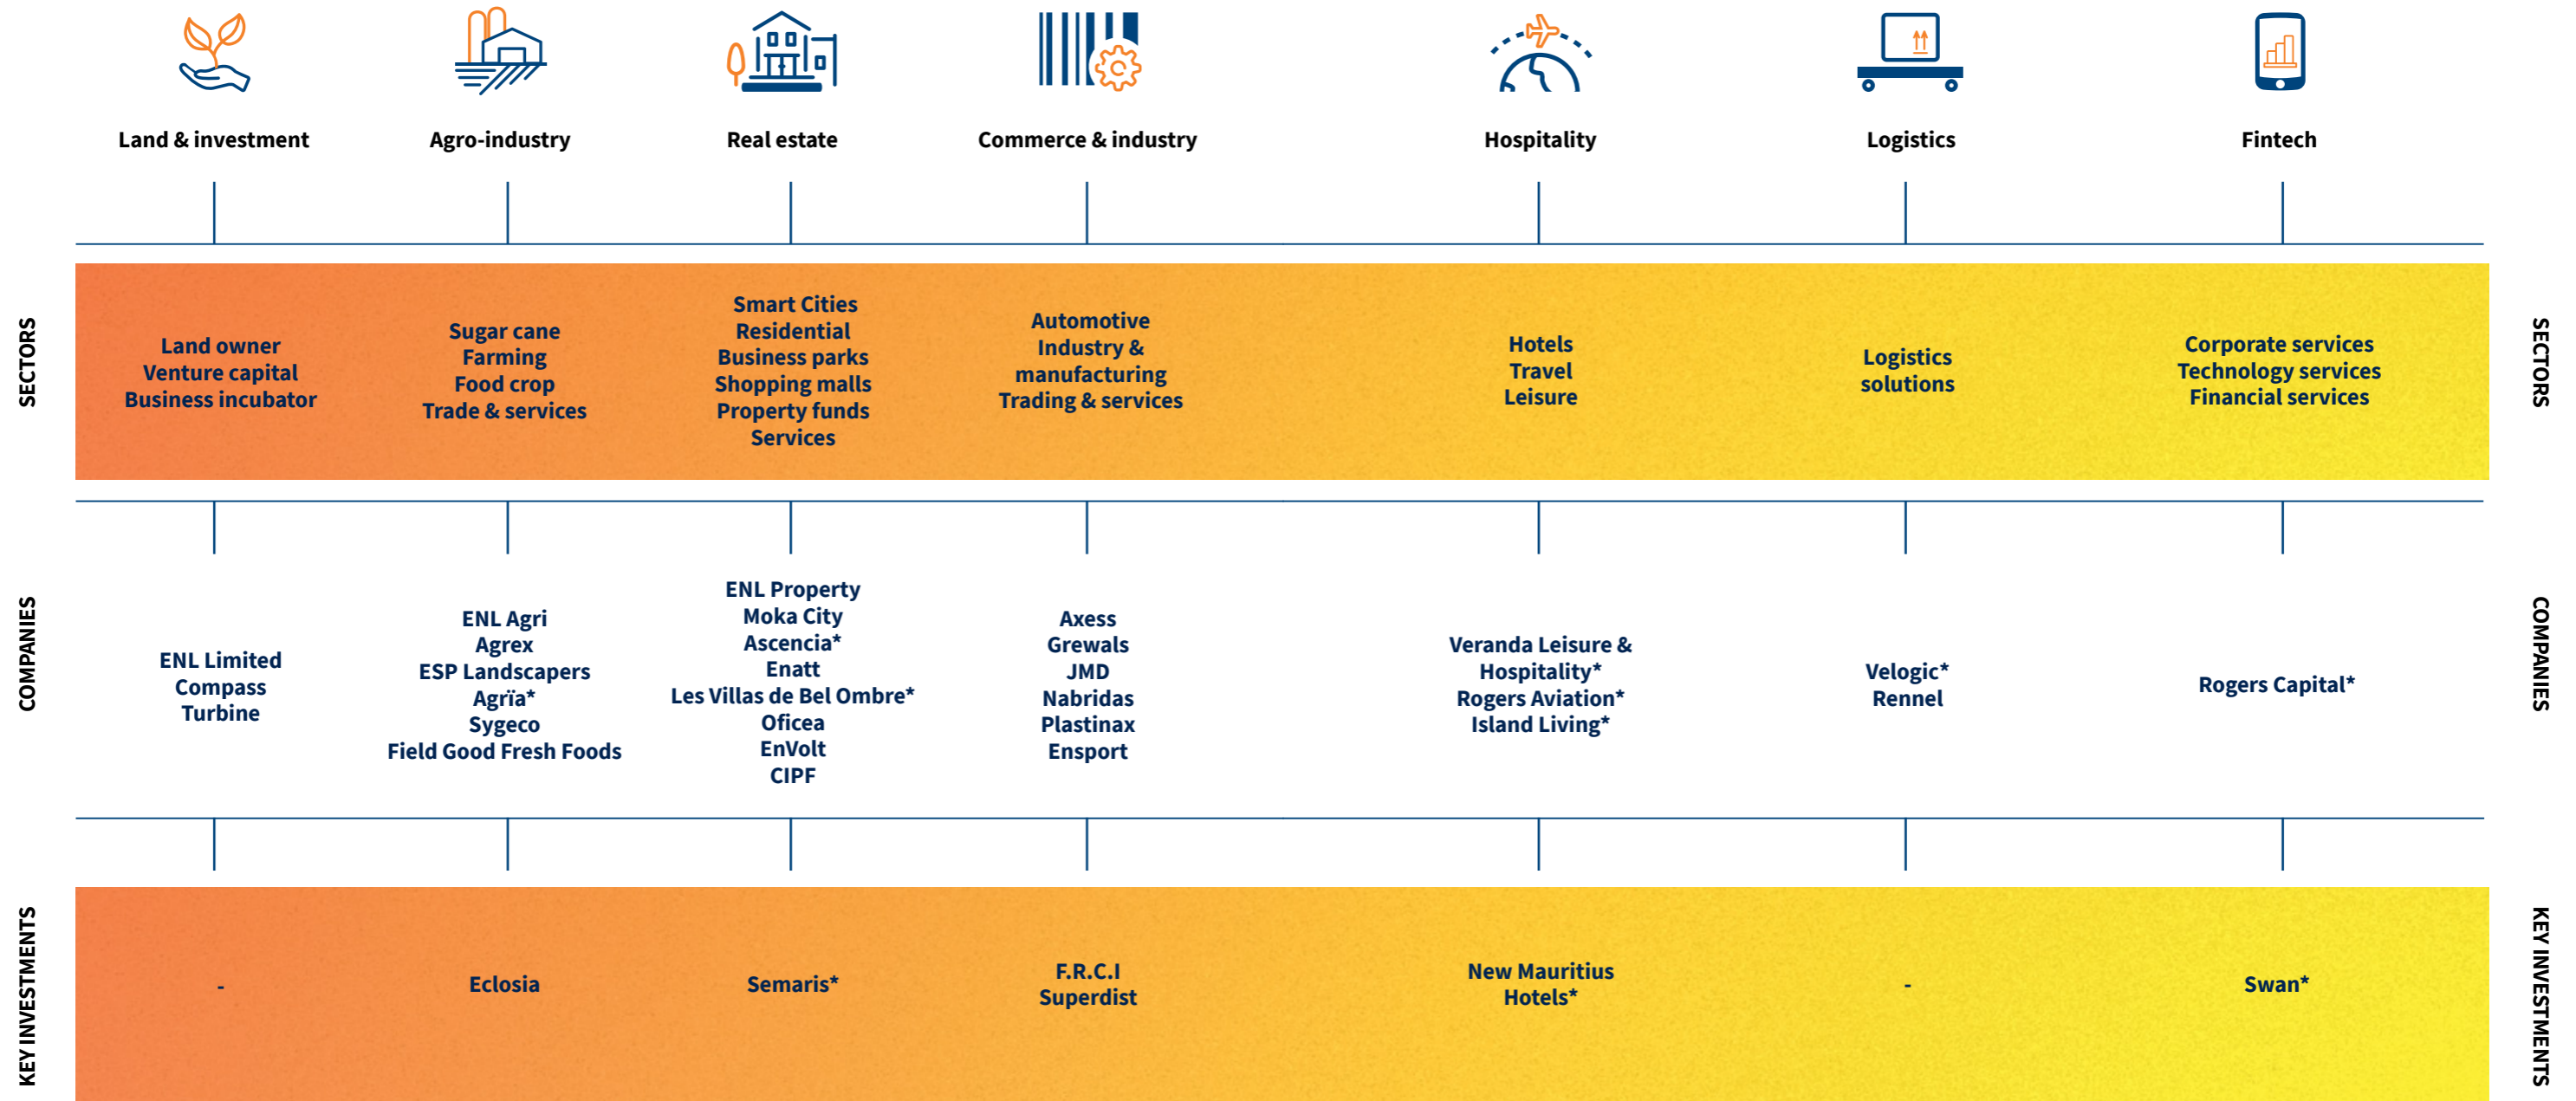 Land & investment
Agro-industry
Real estate
Commerce & industry
Hospitality
Logistics
Fintech
SECTORS
Land owner
Venture capital
Business incubator
Sugar cane
Farming
Food crop
Trade & services
Smart Cities
Residential
Business parks
Shopping malls
Property funds
Services
Automotive
Industry &
manufacturing
Trading & services
Hotels
Travel
Leisure
Logistics
solutions
Corporate services
Technology services
Financial services
SECTORS
COMPANIES
ENL Limited
Compass
Turbine
ENL Agri
Agrex
ESP Landscapers
Agrïa*
Sygeco
Field Good Fresh Foods
ENL Property
Moka City
Ascencia*
Enatt
Les Villas de Bel Ombre*
Oficea
EnVolt
CIPF
Axess
Grewals
JMD
Nabridas
Plastinax
Ensport
Veranda Leisure &
Hospitality*
Rogers Aviation*
Island Living*
Velogic*
Rennel
Rogers Capital*
COMPANIES
KEY INVESTMENTS
-
Eclosia
Semaris*
F.R.C.I
Superdist
New Mauritius
Hotels*
-
Swan*
KEY INVESTMENTS